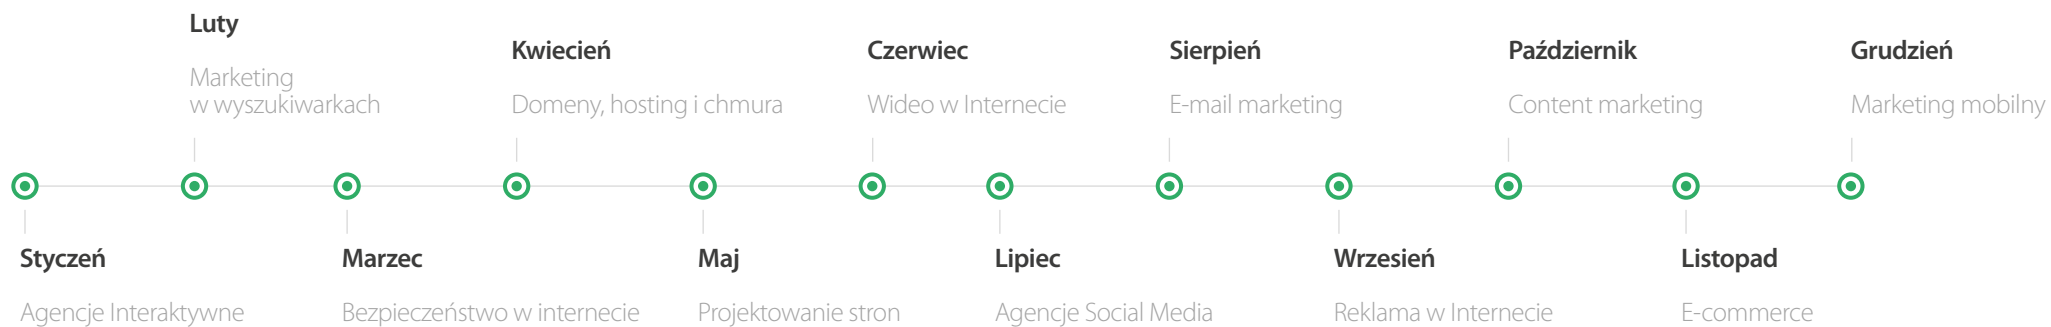 Luty
Marketing
w wyszukiwarkach
Kwiecień
Domeny, hosting i chmura
Czerwiec
Wideo w Internecie
Sierpień
E-mail marketing
Październik
Content marketing
Grudzień
Marketing mobilny
Styczeń
Agencje Interaktywne
Marzec
Bezpieczeństwo w internecie
Maj
Projektowanie stron
Lipiec
Agencje Social Media
Wrzesień
Reklama w Internecie
Listopad
E-commerce